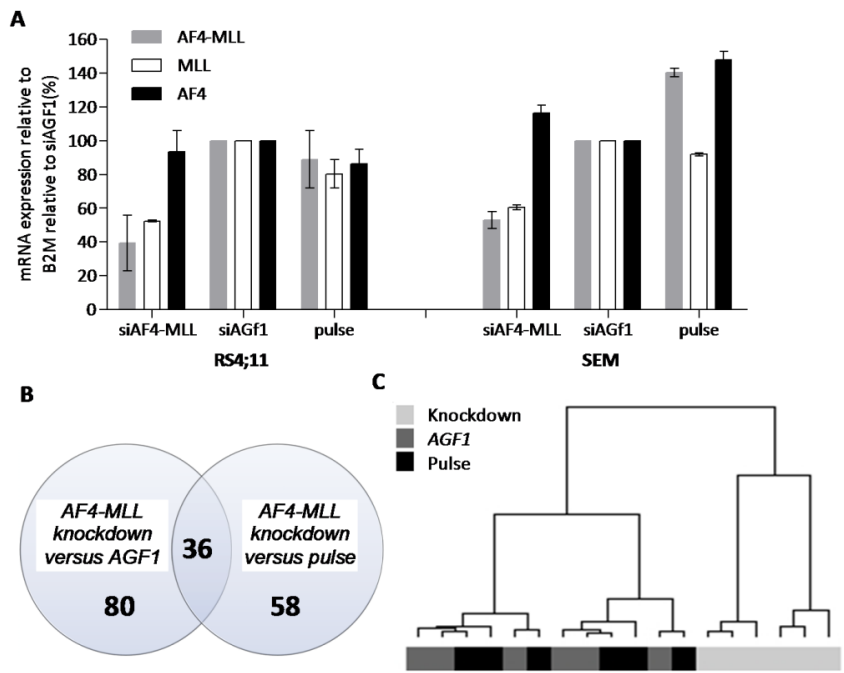 A
mRNA expression relative to
B2M relative to siAGF1(%)
160
140
120
100
80
60
40
20
0
AF4-MLL
MLL
AF4
siAF4-MLL siAGf1 pulse siAF4-MLL siAGf1 pulse
RS4;11 SEM
B
AF4-MLL
knockdown
versus AGF1
80
36
AF4-MLL
knockdown
versus pulse
58
C
Knockdown
AGF1
Pulse